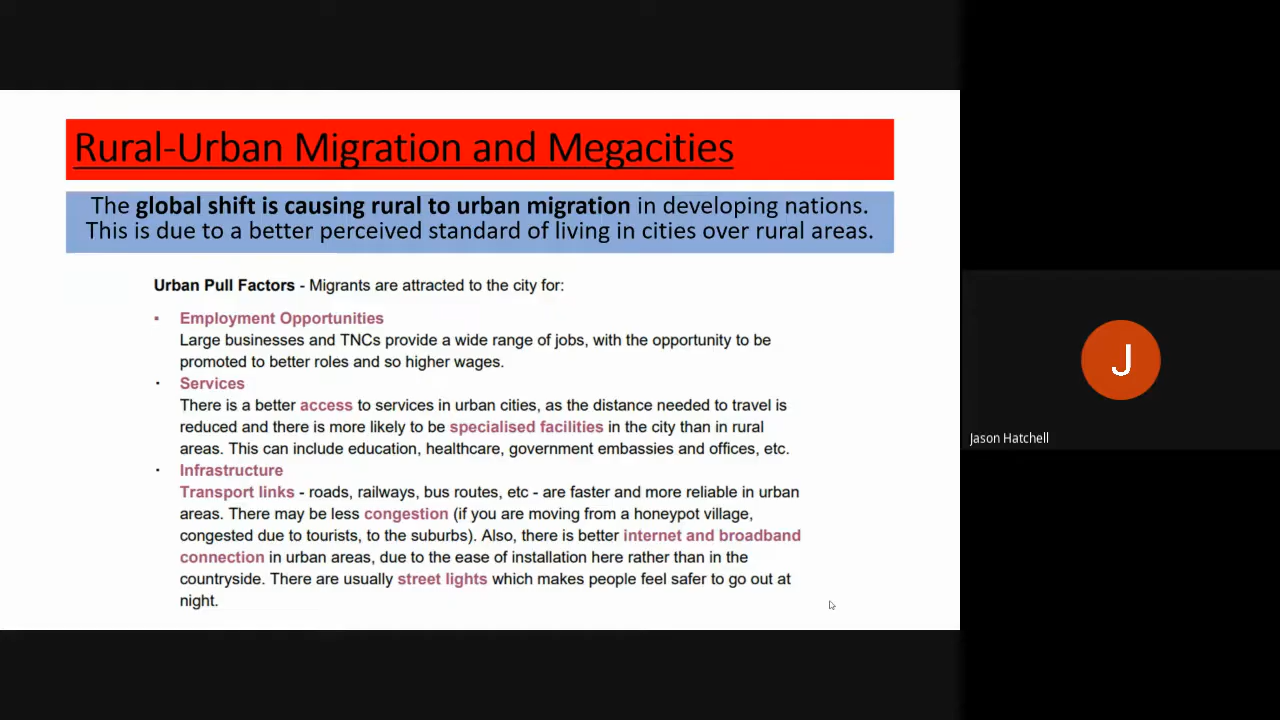 Rural-Urban Migration and Megacities
The global shift is causing rural to urban migration in developing nations.
This is due to a better perceived standard of living in cities over rural areas.
Urban Pull Factors - Migrants are attracted to the city for:
▪ Employment Opportunities
Large businesses and TNCs provide a wide range of jobs, with the opportunity to be
promoted to better roles and so higher wages.
▪ Services
There is a better access to services in urban cities, as the distance needed to travel is
reduced and there is more likely to be specialised facilities in the city than in rural
areas. This can include education, healthcare, government embassies and offices, etc.
▪ Infrastructure
Transport links - roads, railways, bus routes, etc - are faster and more reliable in urban
areas. There may be less congestion (if you are moving from a honeypot village,
congested due to tourists, to the suburbs). Also, there is better internet and broadband
connection in urban areas, due to the ease of installation here rather than in the
countryside. There are usually street lights which makes people feel safer to go out at
night.
J
Jason Hatchell